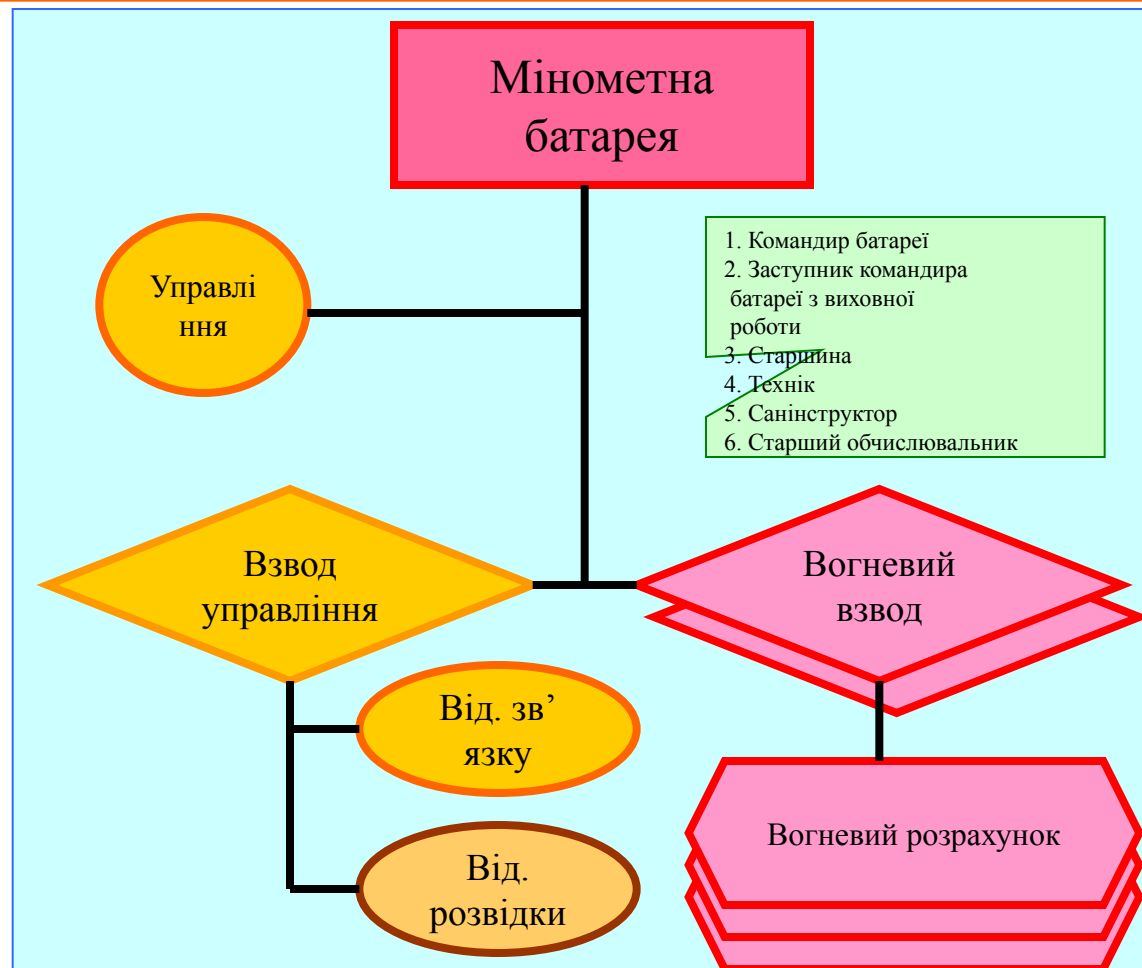 Мінометна
батарея
Управлі
ння
1. Командир батареї
2. Заступник командира
батареї з виховної
роботи
3. Старшина
4. Технік
5. Санінструктор
6. Старший обчислювальник
Взвод
управління
Вогневий
взвод
Від. зв’
язку
Вогневий розрахунок
Від.
розвідки